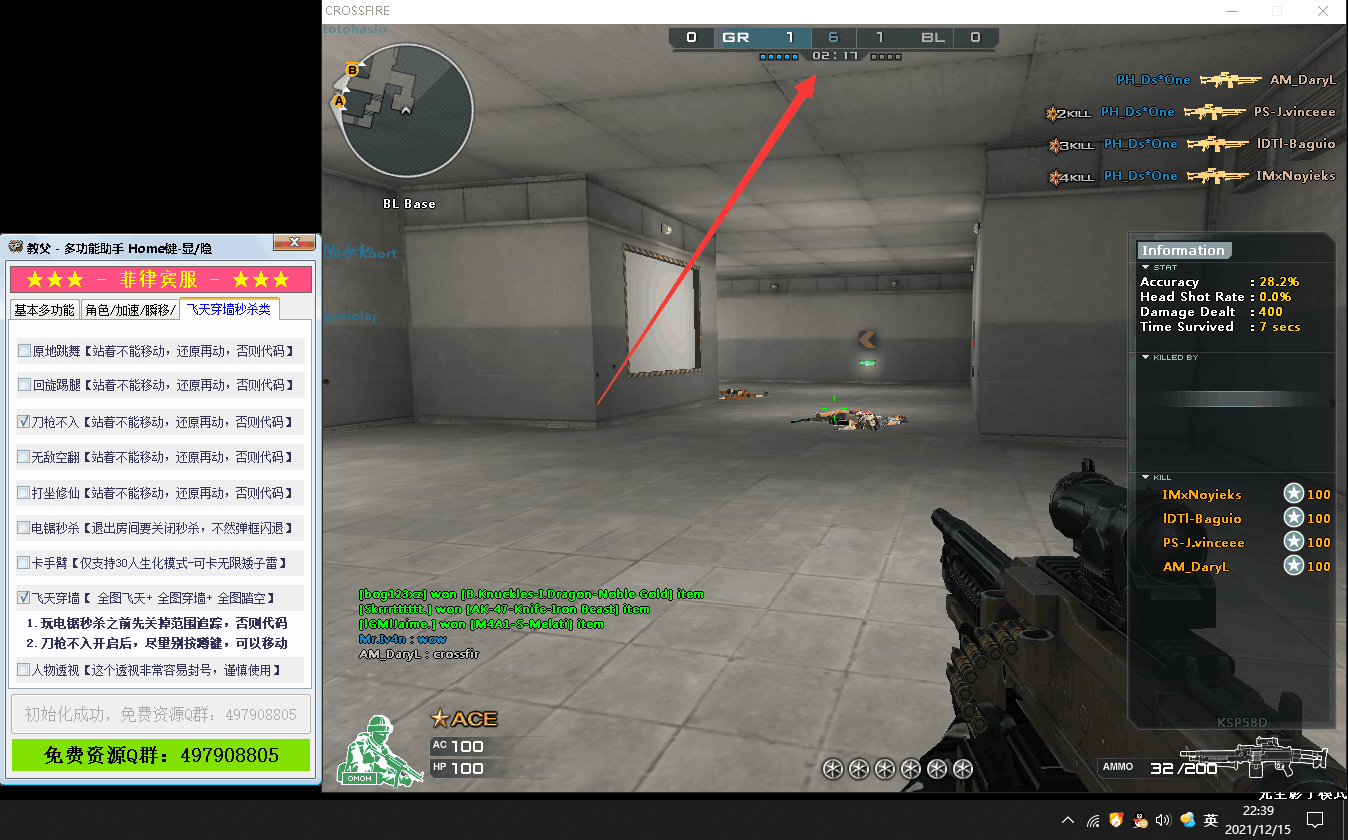 CROSSFIRE
totohaslo
0 GR 1 6 1 BL 0
02:17
B
A
BL Base
PH_Ds*One AM_DaryL
2KILL PH_Ds*One PS-J.vinceee
3KILL PH_Ds*One lDTl-Baguio
4KILL PH_Ds*One IMxNoyieks
Mr.Iv4n
教父 - 多功能助手 Home健-显/隐
★★★ - 菲律宾服 - ★★★
基本多功能 角色/加速/瞬移/ 飞天穿墙秒杀类
原地跳舞【站着不能移动，还原再动，否则代码】
回旋踢腿【站着不能移动，还原再动，否则代码】
刀枪不入【站着不能移动，还原再动，否则代码】
无敌空翻【站着不能移动，还原再动，否则代码】
打坐修仙【站着不能移动，还原再动，否则代码】
电锯秒杀【退出房间要关闭秒杀，不然弹框闪退】
卡手臂【仅支持30人生化模式-可卡无限矮子雷】
飞天穿墙【 全图飞天+ 全图穿墙+ 全图踏空】
1.玩电锯秒杀之前先关掉范围追踪，否则代码
2.刀枪不入开启后，尽里别按蹲键，可以移动
人物透视【这个透视非常容易封号，谨慎使用】
初始化成功，免费资源Q群：497908805
免费资源Q群：497908805
Information
STAT
Accuracy : 28.2%
Head Shot Rate : 0.0%
Damage Dealt : 400
Time Survived : 7 secs
KILLED BY
KILL
IMxNoyieks 100
lDTl-Baguio 100
PS-J.vinceee 100
AM_DaryL 100
[bog123xz] won [B.Knuckles-I.Dragon-Noble Gold] item
[Skrrrtttttt.] won [AK-47-Knife-Iron Beast] item
[lGMlJaime.] won [M4A1-S-Melati] item
Mr.Iv4n : wow
AM_DaryL : crossfir
ACE
AC 100
HP 100
OMOH
KSP58D
AMMO 32 /200
英
22:39
2021/12/15